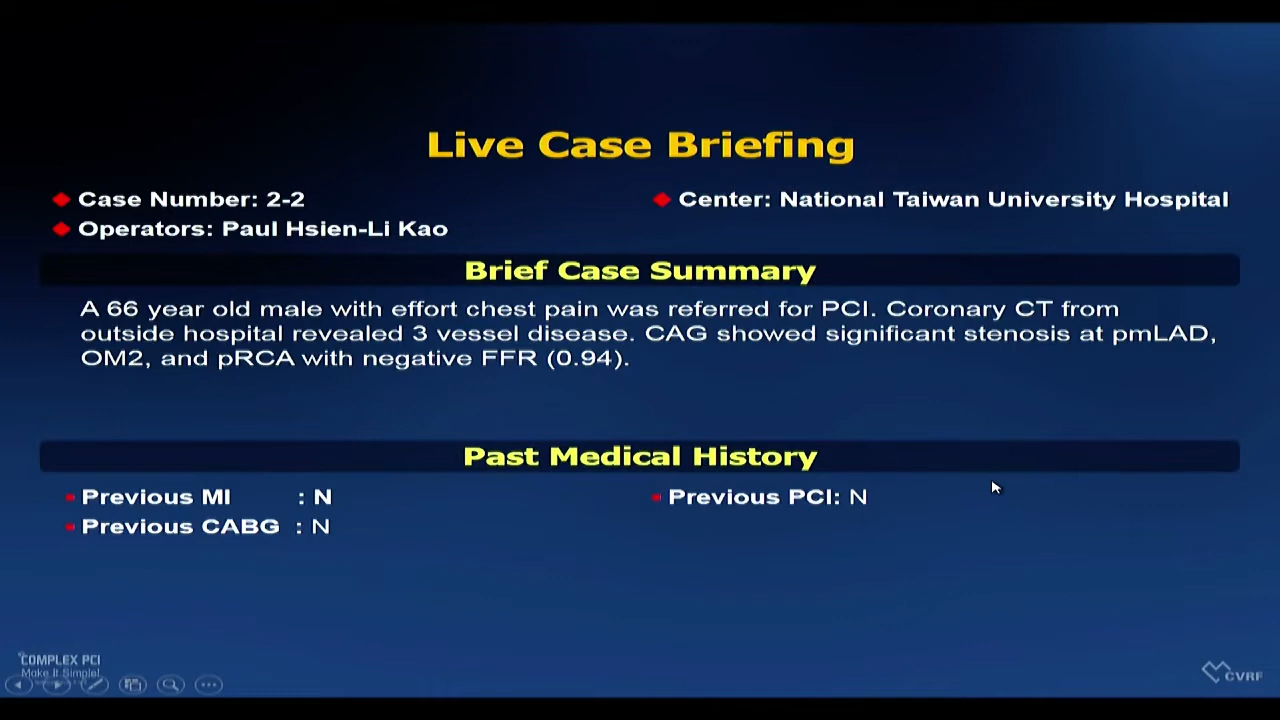 Live Case Briefing
Case Number: 2-2
Center: National Taiwan University Hospital
Operators: Paul Hsien-Li Kao
Brief Case Summary
A 66 year old male with effort chest pain was referred for PCI. Coronary CT from
outside hospital revealed 3 vessel disease. CAG showed significant stenosis at pmLAD,
OM2, and pRCA with negative FFR (0.94).
Past Medical History
Previous MI : N
Previous PCI: N
Previous CABG : N
COMPLEX PCI
Make It Simple!
CVRF